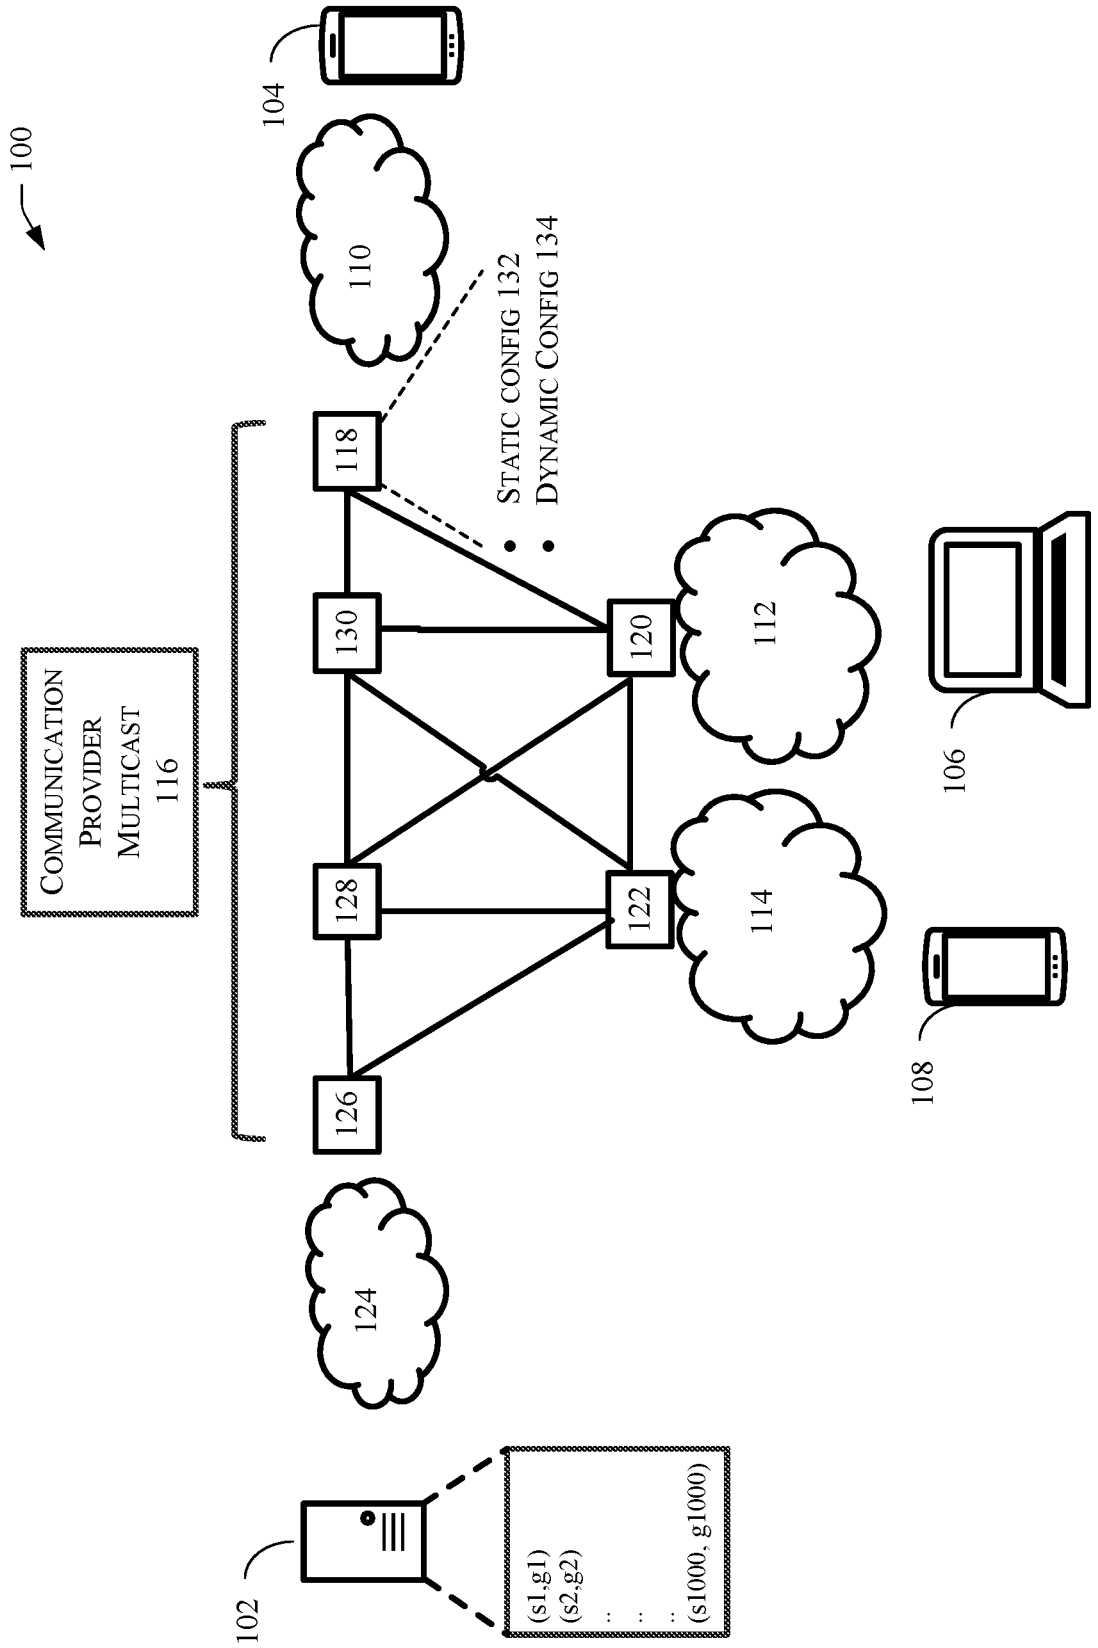 100
COMMUNICATION
PROVIDER
MULTICAST
116
102
124
126
128
130
118
110
104
STATIC CONFIG 132
DYNAMIC CONFIG 134
122
120
114
112
108
106
(s1,g1)
(s2,g2)
..
..
..
(s1000, g1000)